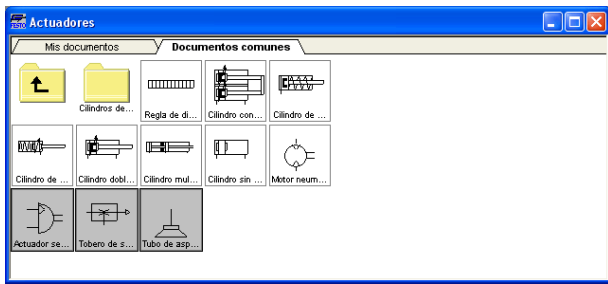 FESTO Actuadores
Mis documentos Documentos comunes
Cilindros de... Regla de di... Cilindro con... Cilindro de ...
Cilindro de ... Cilindro dobl... Cilindro mul... Cilindro sin ... Motor neum...
Actuador se... Tobero de s... Tubo de asp...